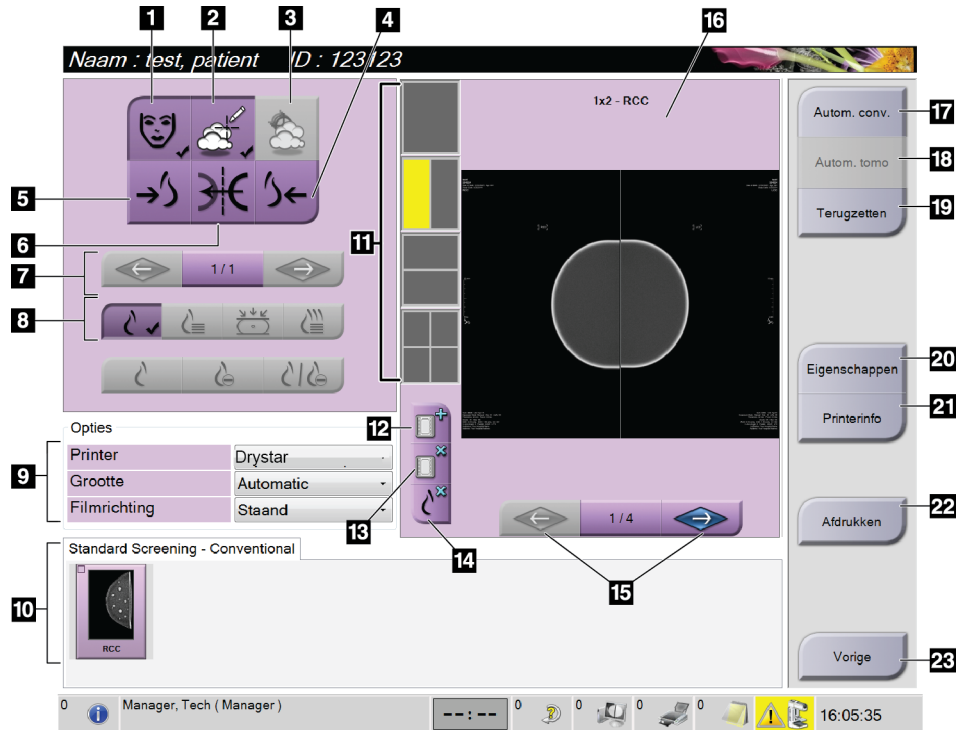 1
2
3
4
16
Naam : test, patient ID : 123123
1x2 - RCC
17
Autom. conv.
18
Autom. tomo
5
19
Terugzetten
6
11
7
1 / 1
8
20
Eigenschappen
21
Printerinfo
12
Opties
9
Printer
Drystar
Grootte
Automatic
Filmrichting
Staand
13
14
1 / 4
22
Afdrukken
15
10
Standard Screening - Conventional
RCC
23
Vorige
0
Manager, Tech ( Manager )
--:--
0
0
0
0
16:05:35